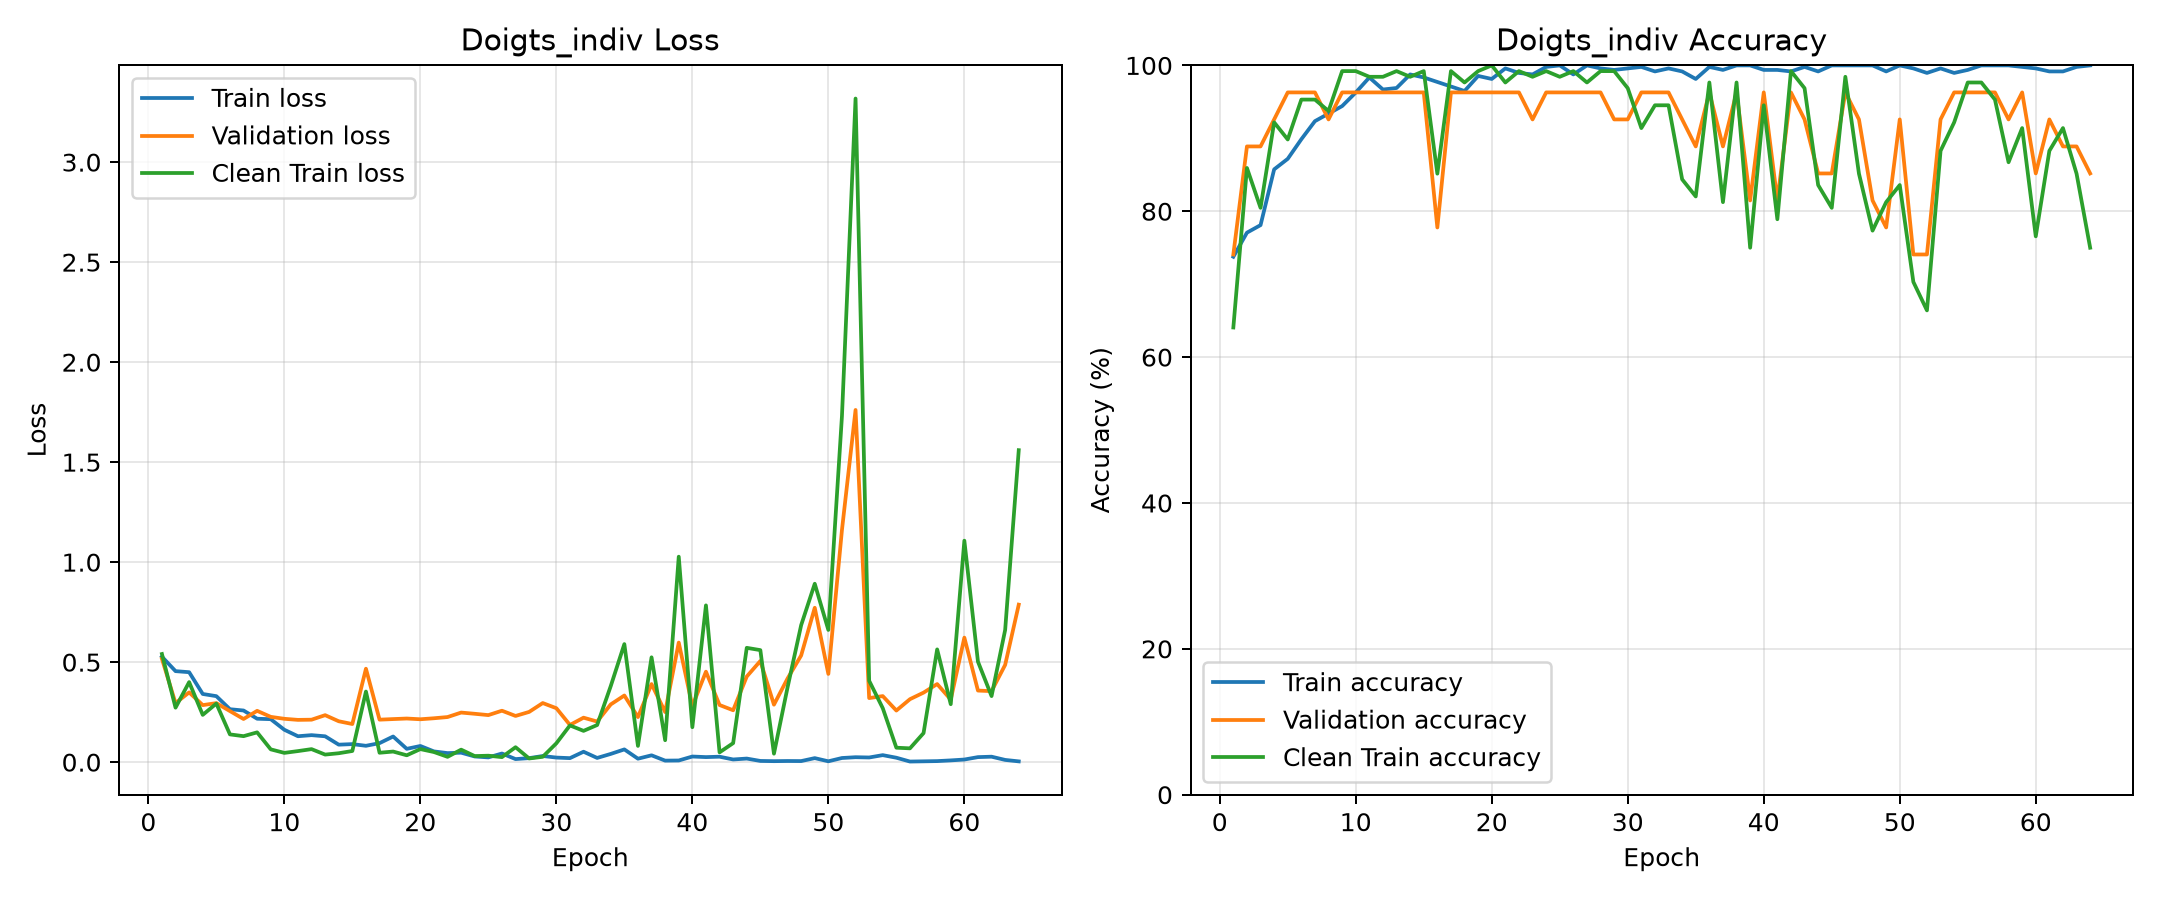 Doigts_indiv Loss
Train loss
Validation loss
Clean Train loss
3.0
2.5
2.0
1.5
1.0
0.5
0.0
Loss
0 10 20 30 40 50 60
Epoch
Doigts_indiv Accuracy
100
80
60
40
20
0
Accuracy (%)
Train accuracy
Validation accuracy
Clean Train accuracy
0 10 20 30 40 50 60
Epoch